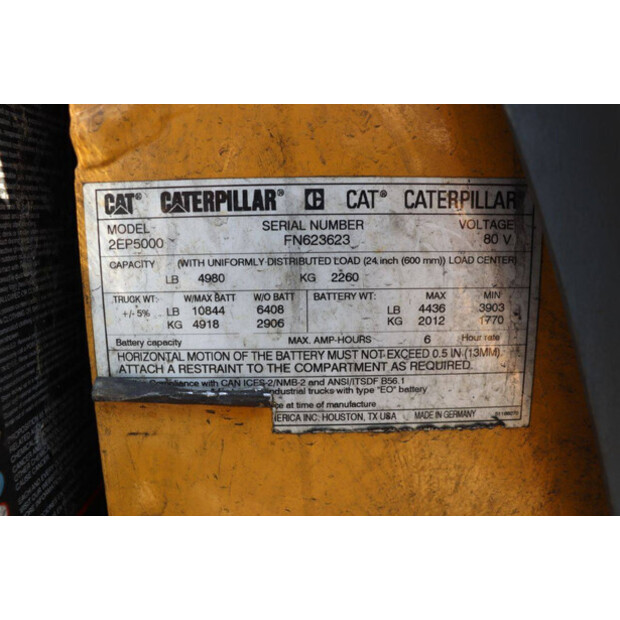 CAT® CATERPILLAR® C CAT® CATERPILLAR
MODEL SERIAL NUMBER VOLTAGE
2EP5000 FN623623 80 V
CAPACITY (WITH UNIFORMLY DISTRIBUTED LOAD (24 inch (600 mm)) LOAD CENTER)
LB 4980 KG 2260
TRUCK WT: W/MAX BATT W/O BATT BATTERY WT: MAX MIN
+/- 5% LB 10844 6408 LB 4436 3903
KG 4918 2906 KG 2012 1770
Battery capacity MAX. AMP-HOURS 6 Hour rate
HORIZONTAL MOTION OF THE BATTERY MUST NOT EXCEED 0.5 IN.(13MM).
ATTACH A RESTRAINT TO THE COMPARTMENT AS REQUIRED.
compliance with CAN ICES-2/NMB-2 and ANSI/ITSDF B56.1
industrial trucks with type "EO" battery
at time of manufacture
INC. HOUSTON, TX USA MADE IN GERMANY